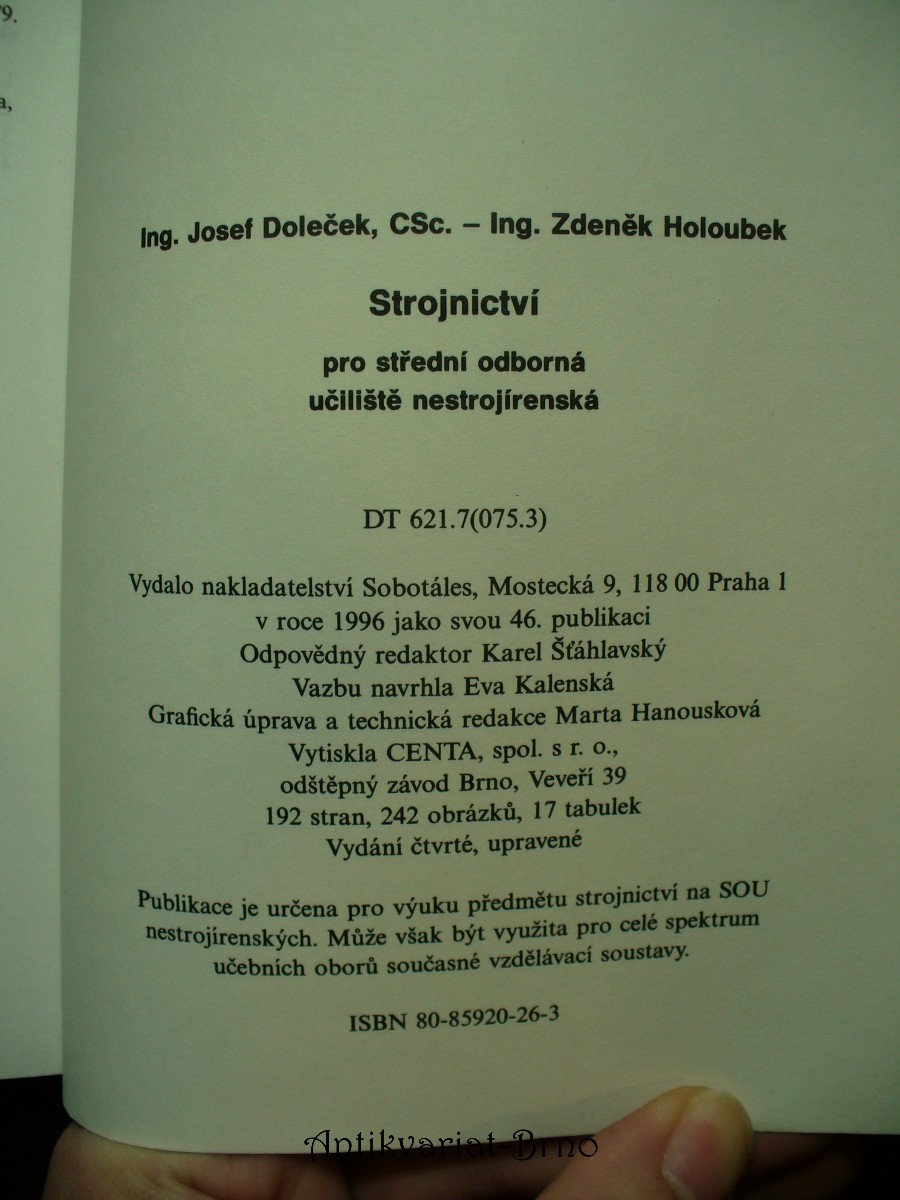 9.
a,
Ing. Josef Doleček, CSc. – Ing. Zdeněk Holoubek
Strojnictví
pro střední odborná
učiliště nestrojírenská
DT 621.7(075.3)
Vydalo nakladatelství Sobotáles, Mostecká 9, 118 00 Praha 1
v roce 1996 jako svou 46. publikaci
Odpovědný redaktor Karel Šťáhlavský
Vazbu navrhla Eva Kalenská
Grafická úprava a technická redakce Marta Hanousková
Vytiskla CENTA, spol. s r. o.,
odštěpný závod Brno, Veveří 39
192 stran, 242 obrázků, 17 tabulek
Vydání čtvrté, upravené
Publikace je určena pro výuku předmětu strojnictví na SOU
nestrojírenských. Může však být využita pro celé spektrum
učebních oborů současné vzdělávací soustavy.
ISBN 80-85920-26-3
Antikvariat-Brno